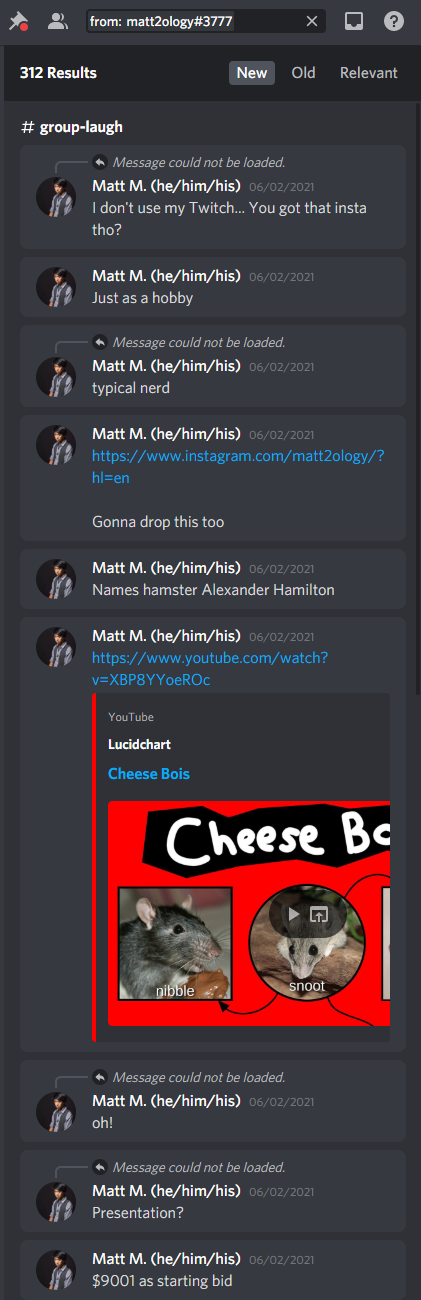 from: matt2ology#3777
312 Results
New
Old
Relevant
# group-laugh
Message could not be loaded.
Matt M. (he/him/his) 06/02/2021
I don't use my Twitch... You got that insta
tho?
Matt M. (he/him/his) 06/02/2021
Just as a hobby
Message could not be loaded.
Matt M. (he/him/his) 06/02/2021
typical nerd
Matt M. (he/him/his) 06/02/2021
https://www.instagram.com/matt2ology/?
hl=en
Gonna drop this too
Matt M. (he/him/his) 06/02/2021
Names hamster Alexander Hamilton
Matt M. (he/him/his) 06/02/2021
https://www.youtube.com/watch?
v=XBP8YYoeROc
YouTube
Lucidchart
Cheese Bois
Cheese Bo
nibble
snoot
Message could not be loaded.
Matt M. (he/him/his) 06/02/2021
oh!
Message could not be loaded.
Matt M. (he/him/his) 06/02/2021
Presentation?
Matt M. (he/him/his) 06/02/2021
$9001 as starting bid